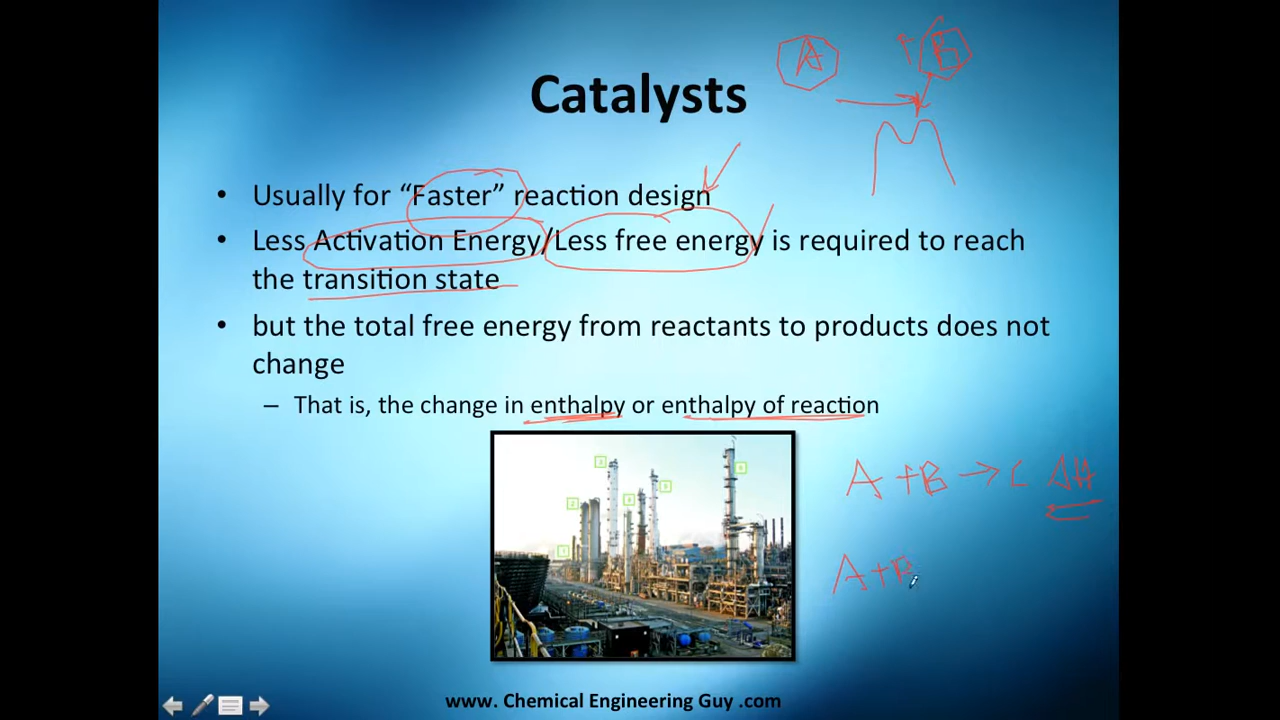 A
B
Catalysts
• Usually for “Faster” reaction design
• Less Activation Energy/Less free energy is required to reach
the transition state
• but the total free energy from reactants to products does not
change
– That is, the change in enthalpy or enthalpy of reaction
A + B → C ΔH
A + B
www. Chemical Engineering Guy .com